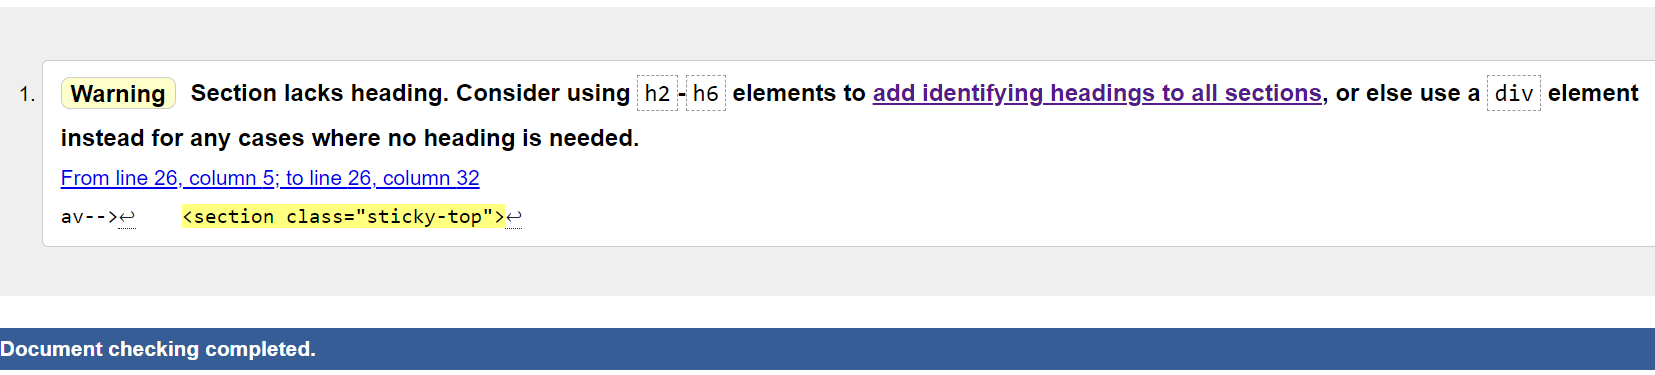 1. Warning Section lacks heading. Consider using h2-h6 elements to add identifying headings to all sections, or else use a div element
instead for any cases where no heading is needed.
From line 26, column 5; to line 26, column 32
av-->↩ <section class="sticky-top">↩
Document checking completed.